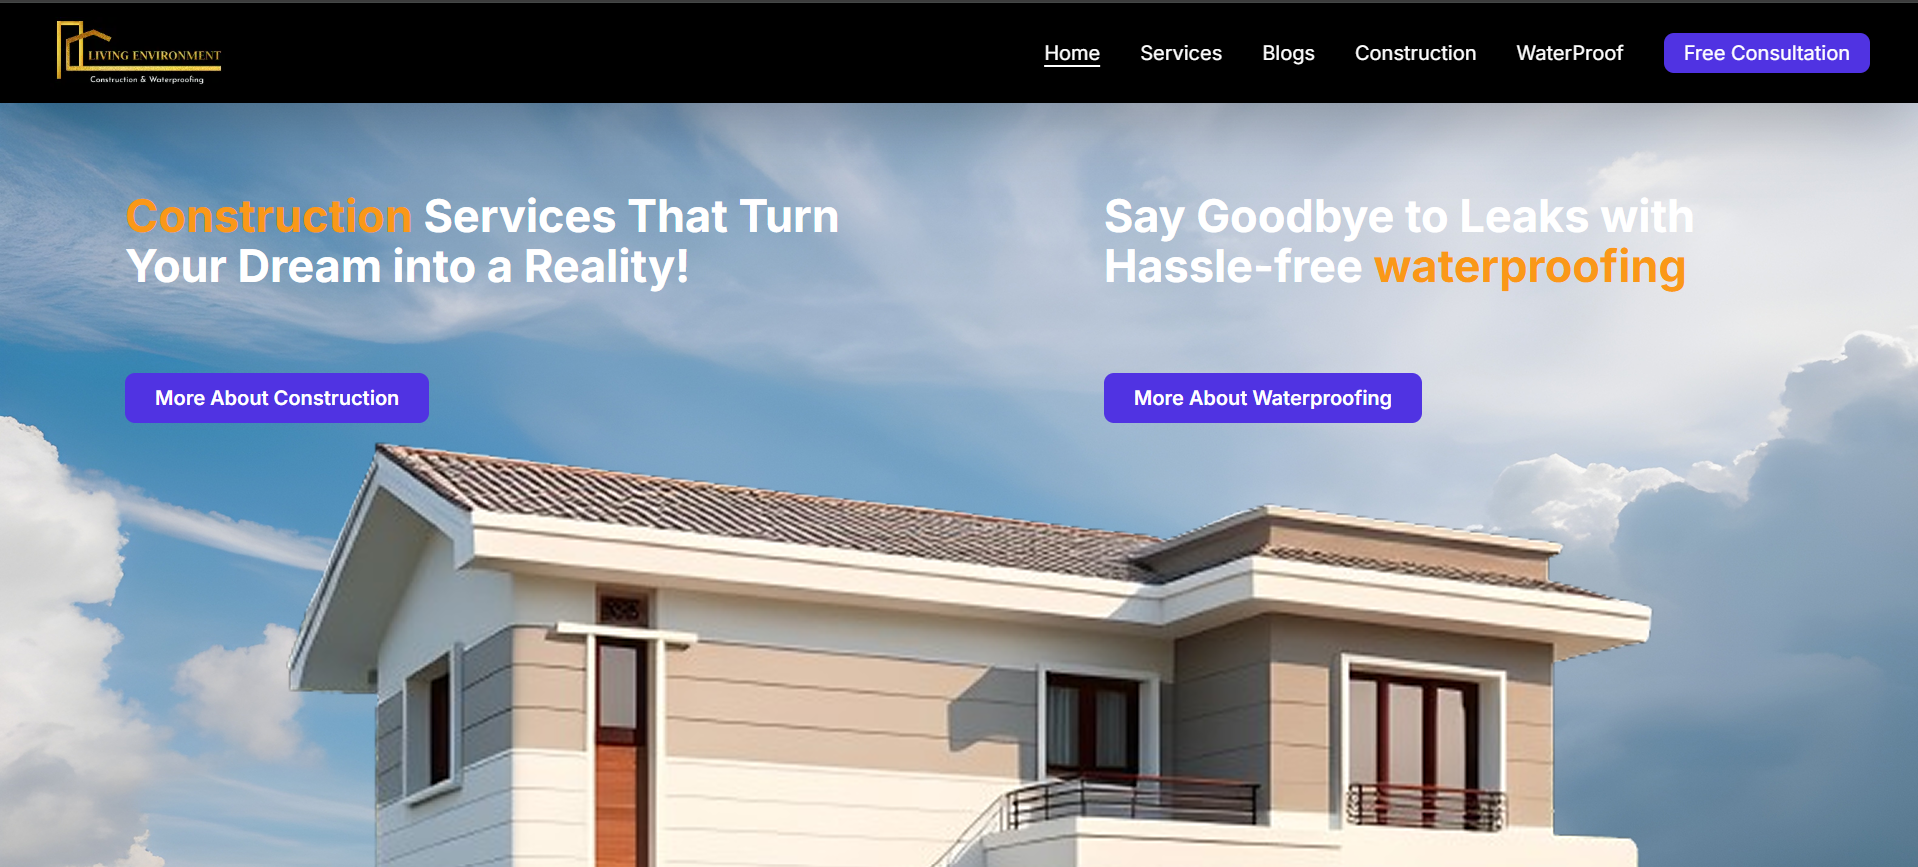 LIVING ENVIRONMENT
Construction & Waterproofing
Home Services Blogs Construction WaterProof Free Consultation
Construction Services That Turn
Your Dream into a Reality!
More About Construction
Say Goodbye to Leaks with
Hassle-free waterproofing
More About Waterproofing